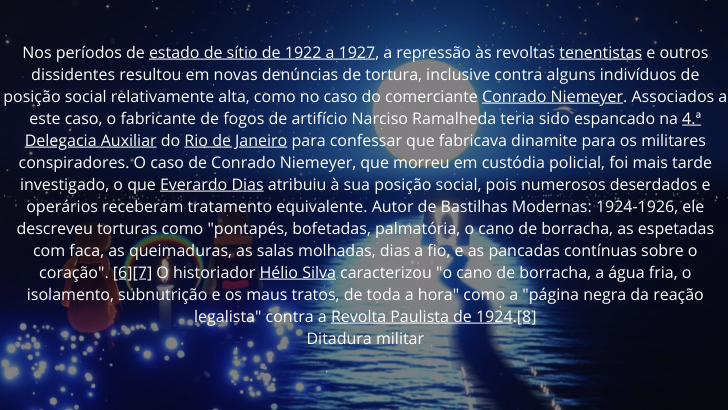 Nos períodos de estado de sítio de 1922 a 1927, a repressão às revoltas tenentistas e outros
dissidentes resultou em novas denúncias de tortura, inclusive contra alguns indivíduos de
posição social relativamente alta, como no caso do comerciante Conrado Niemeyer. Associados a
este caso, o fabricante de fogos de artifício Narciso Ramalheda teria sido espancado na 4.ª
Delegacia Auxiliar do Rio de Janeiro para confessar que fabricava dinamite para os militares
conspiradores. O caso de Conrado Niemeyer, que morreu em custódia policial, foi mais tarde
investigado, o que Everardo Dias atribuiu à sua posição social, pois numerosos deserdados e
operários receberam tratamento equivalente. Autor de Bastilhas Modernas: 1924-1926, ele
descreveu torturas como "pontapés, bofetadas, palmatória, o cano de borracha, as espetadas
com faca, as queimaduras, as salas molhadas, dias a fio, e as pancadas contínuas sobre o
coração". [6][7] O historiador Hélio Silva caracterizou "o cano de borracha, a água fria, o
isolamento, subnutrição e os maus tratos, de toda a hora" como a "página negra da reação
legalista" contra a Revolta Paulista de 1924.[8]
Ditadura militar